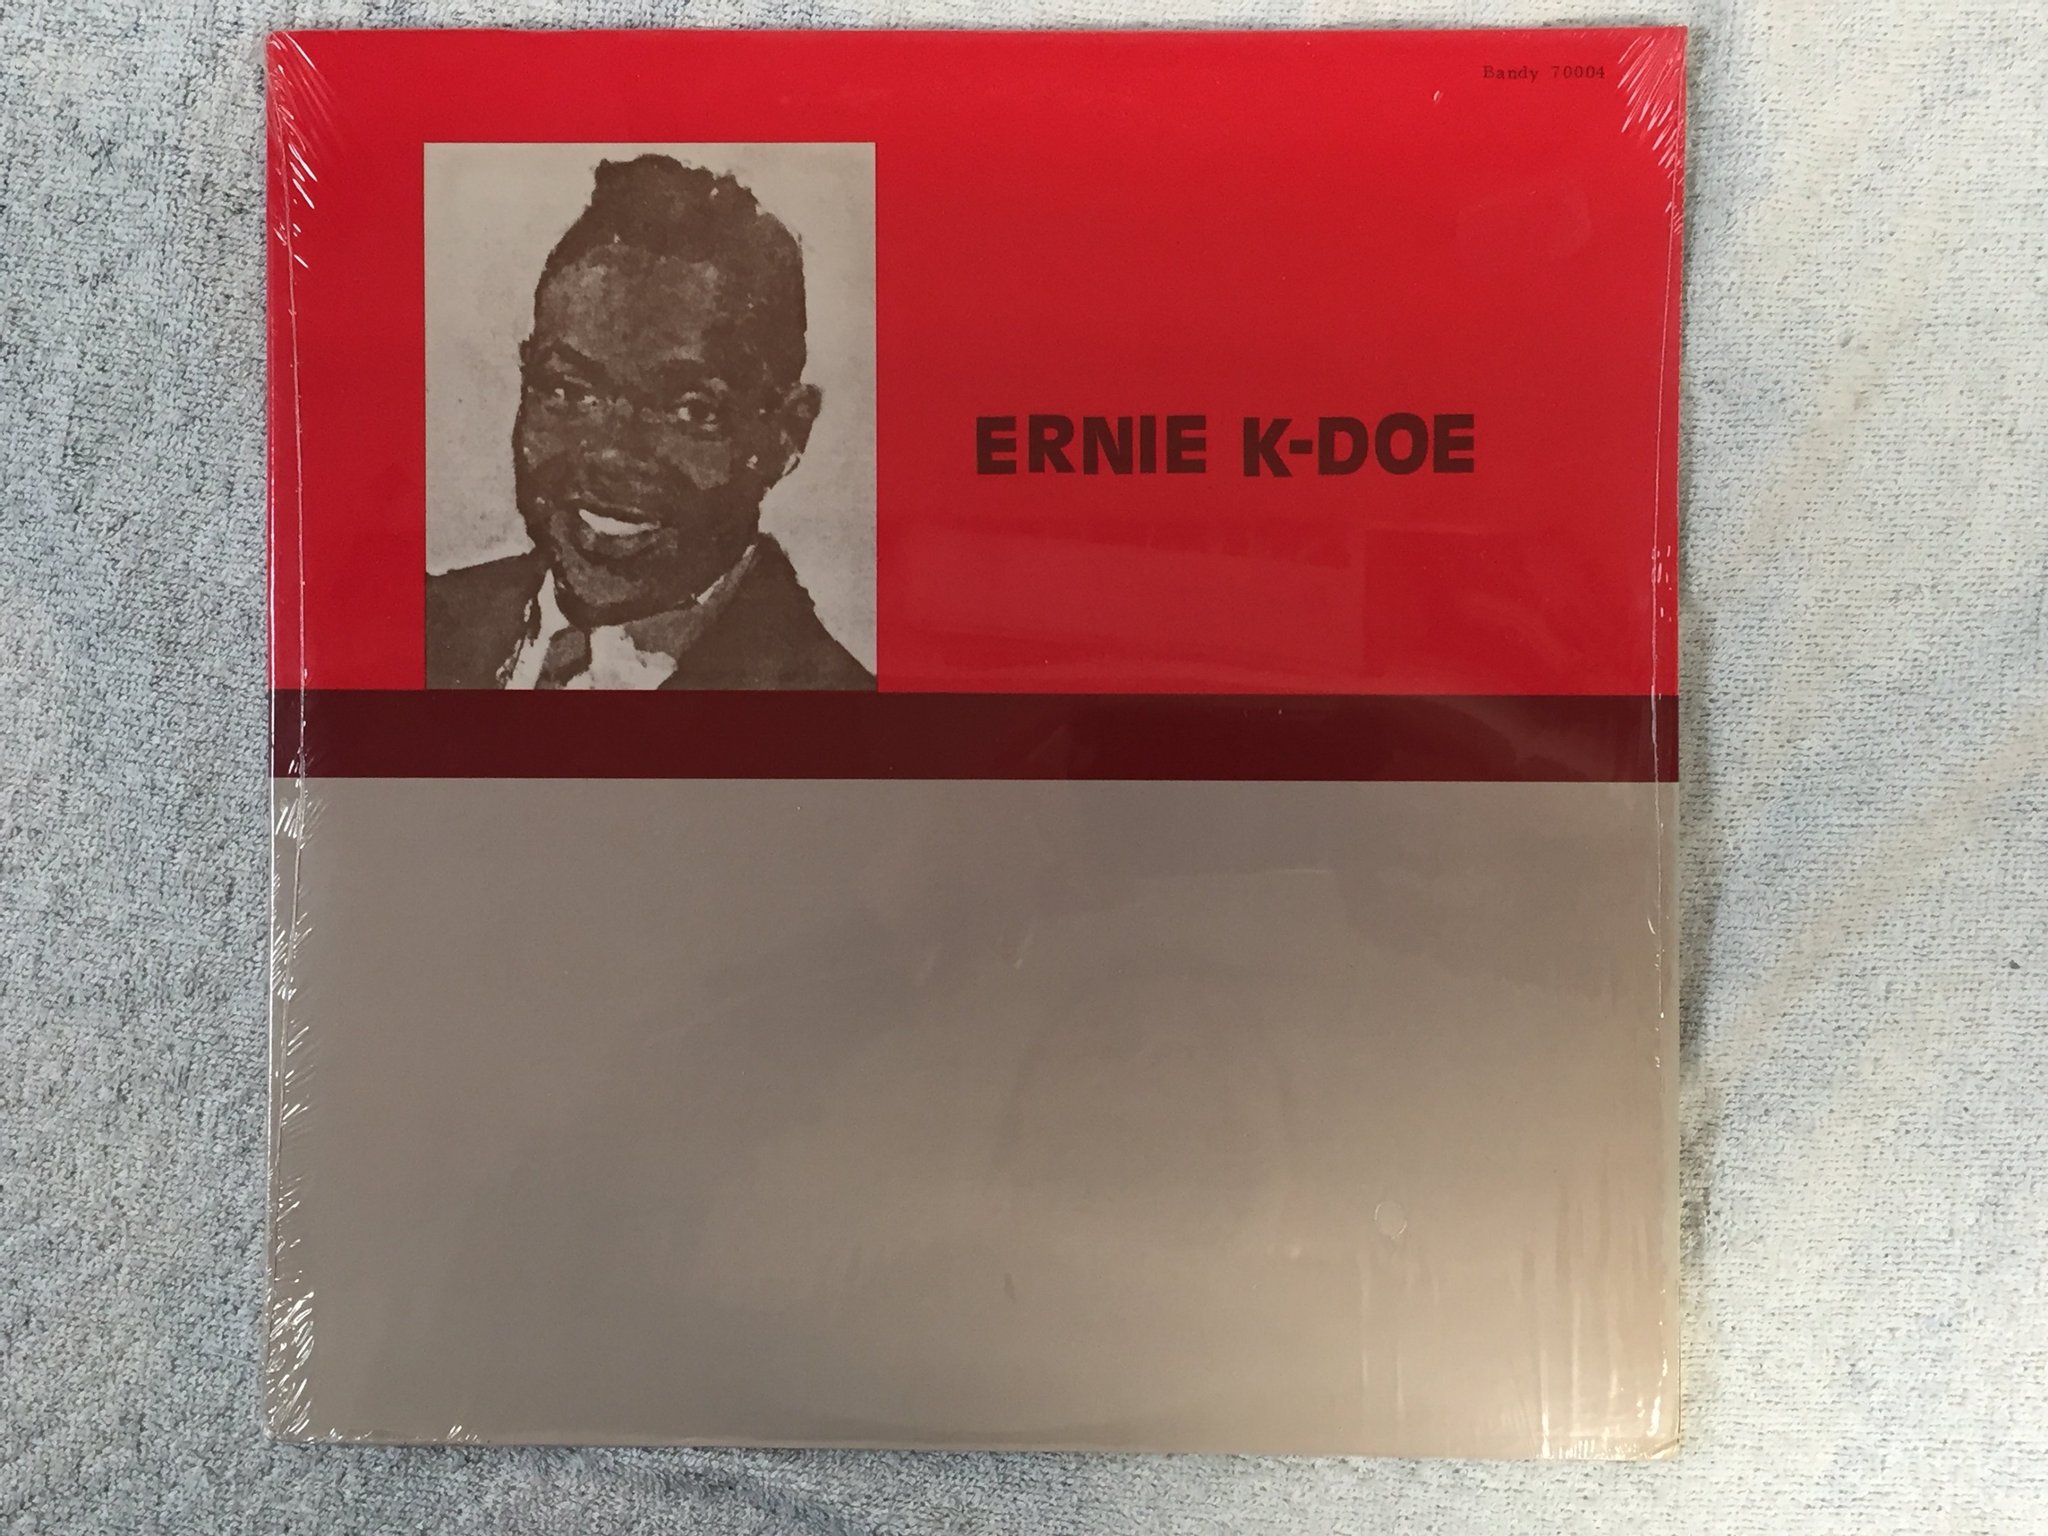 Bandy 70004
ERNIE K-DOE